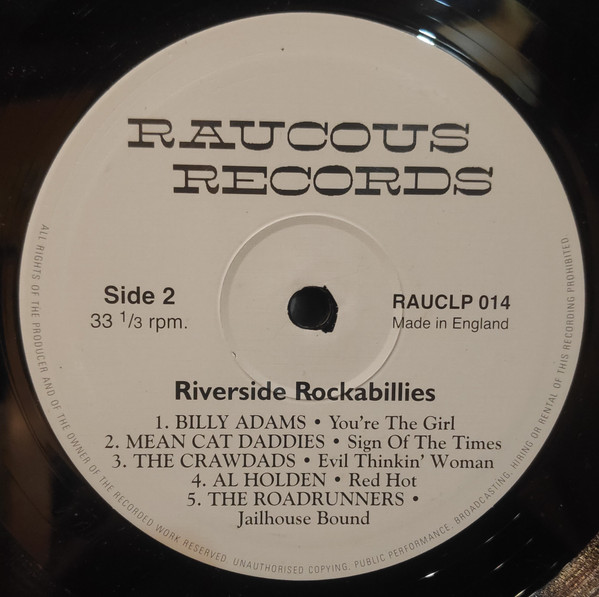 RAUCOUS
RECORDS
Side 2
33 1/3 rpm.
RAUCLP 014
Made in England
Riverside Rockabillies
1. BILLY ADAMS • You're The Girl
2. MEAN CAT DADDIES • Sign Of The Times
3. THE CRAWDADS • Evil Thinkin' Woman
4. AL HOLDEN • Red Hot
5. THE ROADRUNNERS •
Jailhouse Bound
ALL RIGHTS OF THE PRODUCER AND OF THE OWNER OF THE RECORDED WORK RESERVED. UNAUTHORISED COPYING, PUBLIC PERFORMANCE, BROADCASTING, HIRING OR RENTAL OF THIS RECORDING PROHIBITED